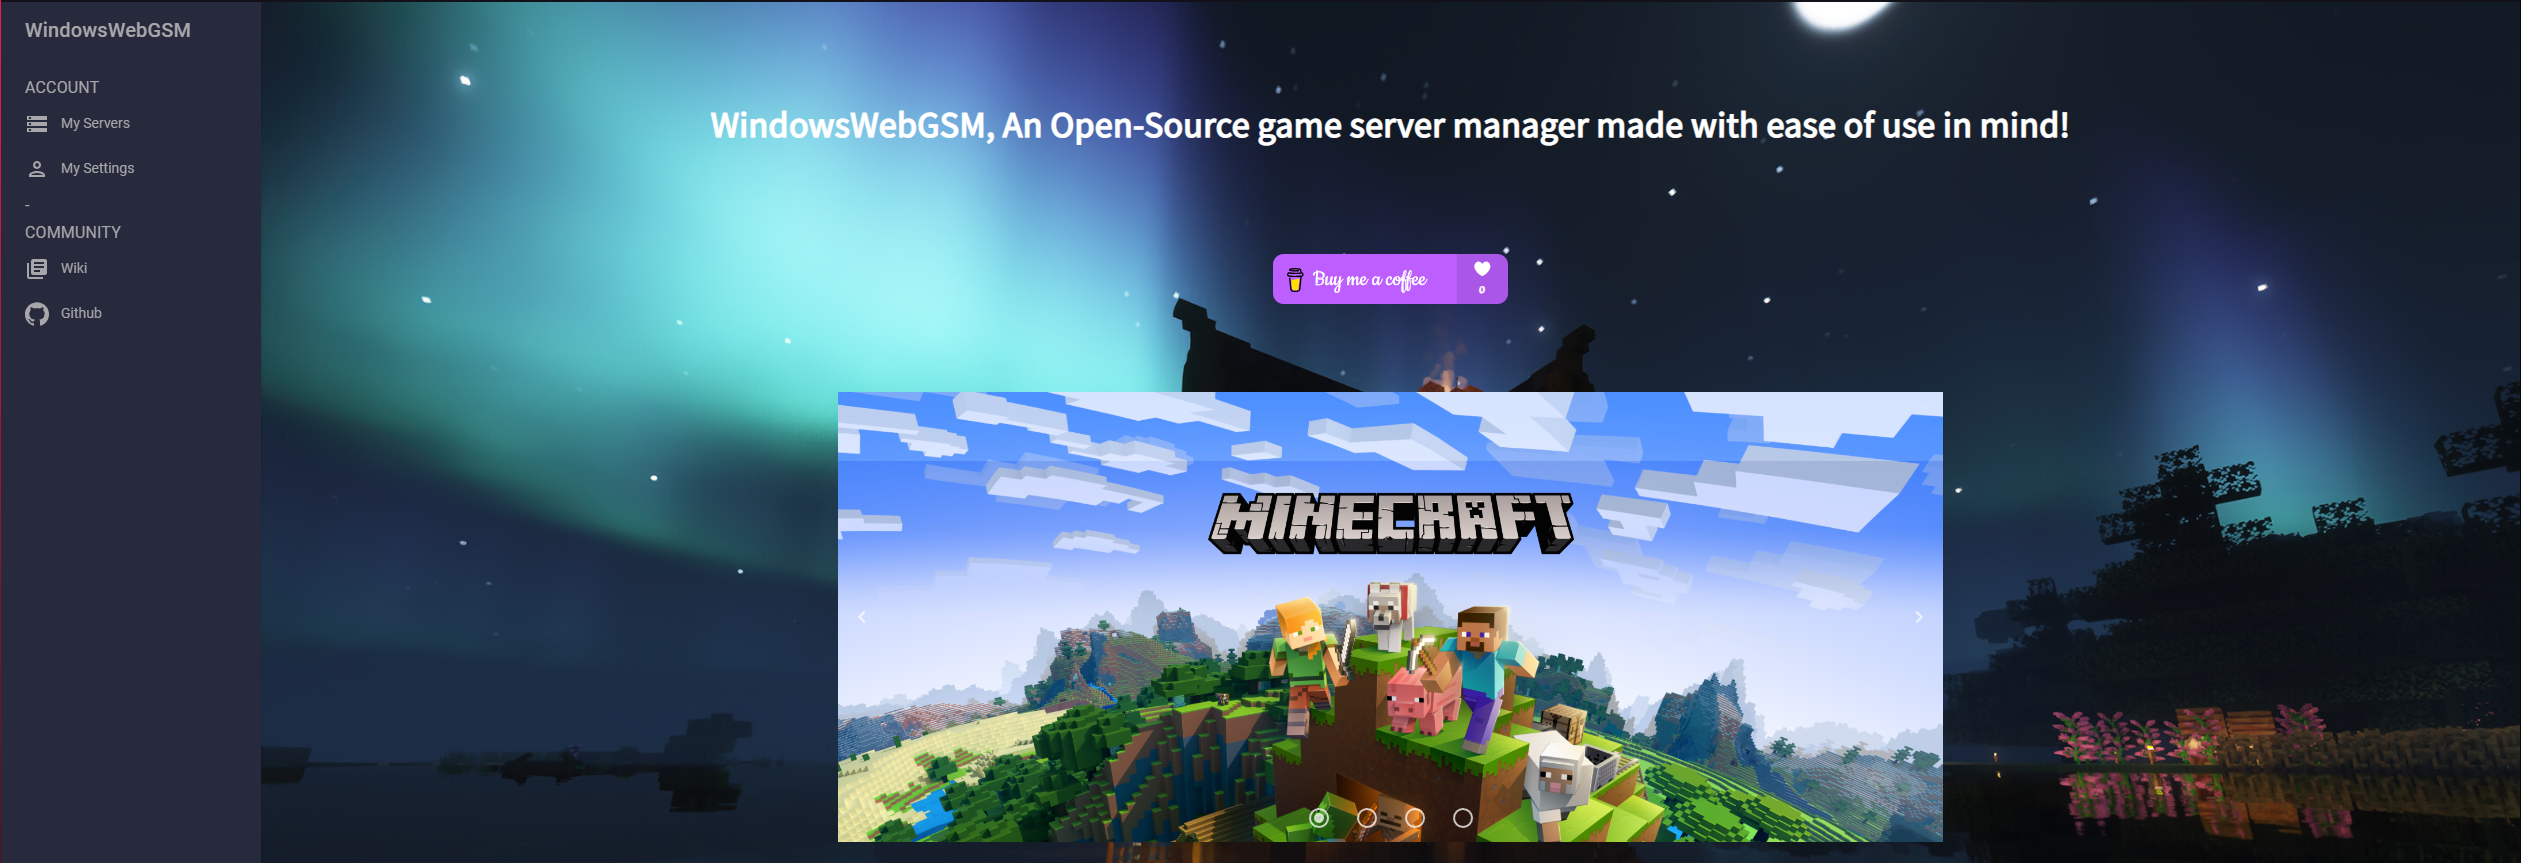 WindowsWebGSM
ACCOUNT
My Servers
My Settings
-
COMMUNITY
Wiki
Github
WindowsWebGSM, An Open-Source game server manager made with ease of use in mind!
Buy me a coffee
0
MINECRAFT